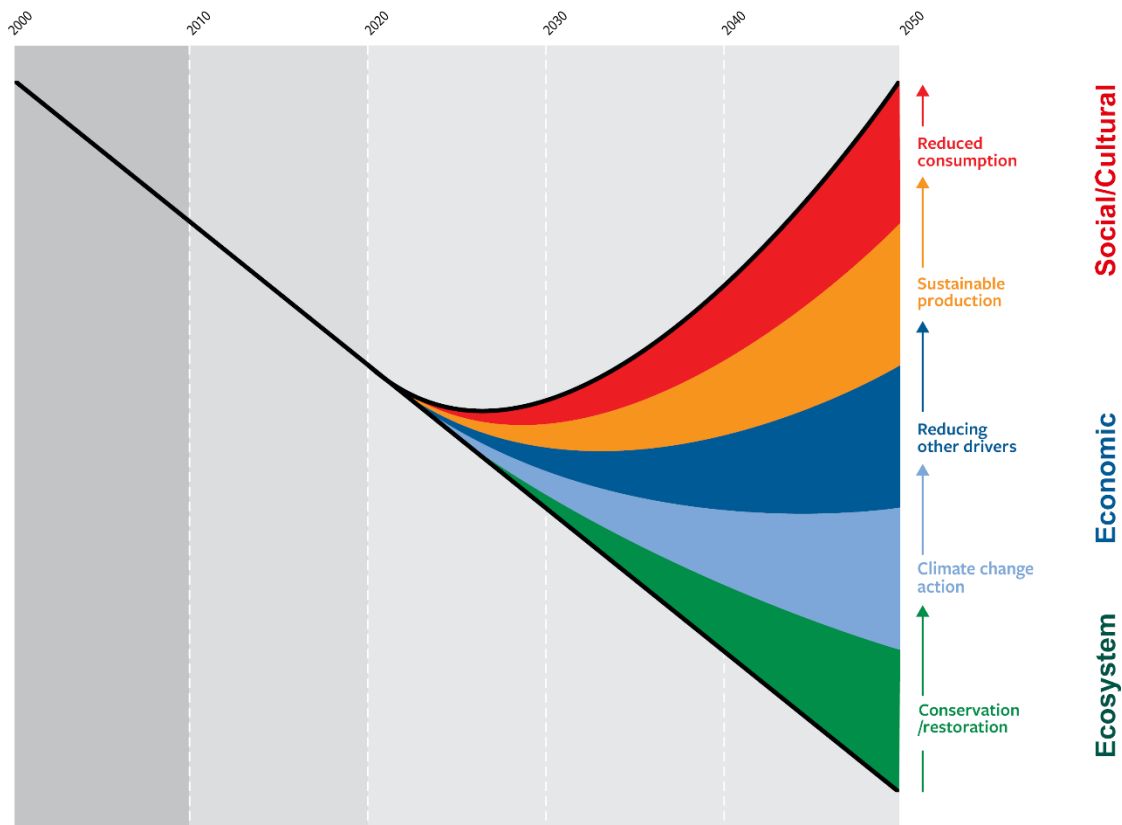 2000
2010
2020
2030
2040
2050
Reduced
consumption
Sustainable
production
Reducing
other drivers
Climate change
action
Conservation
/restoration
Social/Cultural
Economic
Ecosystem